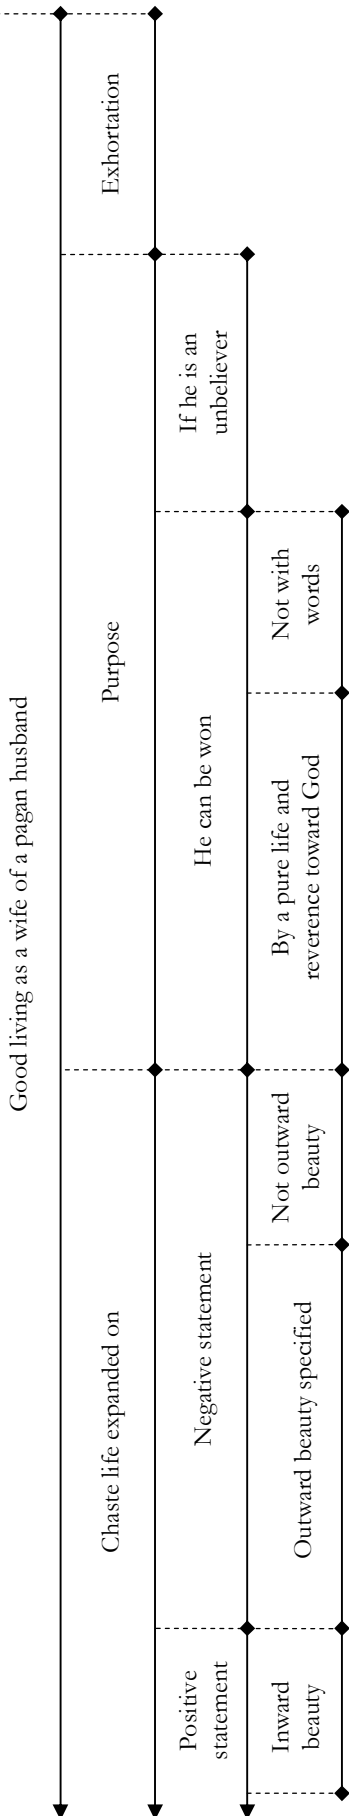 Good living as a wife of a pagan husband
Exhortation
Purpose
Chaste life expanded on
If he is an
unbeliever
He can be won
Negative statement
Positive
statement
Not with
words
By a pure life and
reverence toward God
Not outward
beauty
Outward beauty specified
Inward
beauty